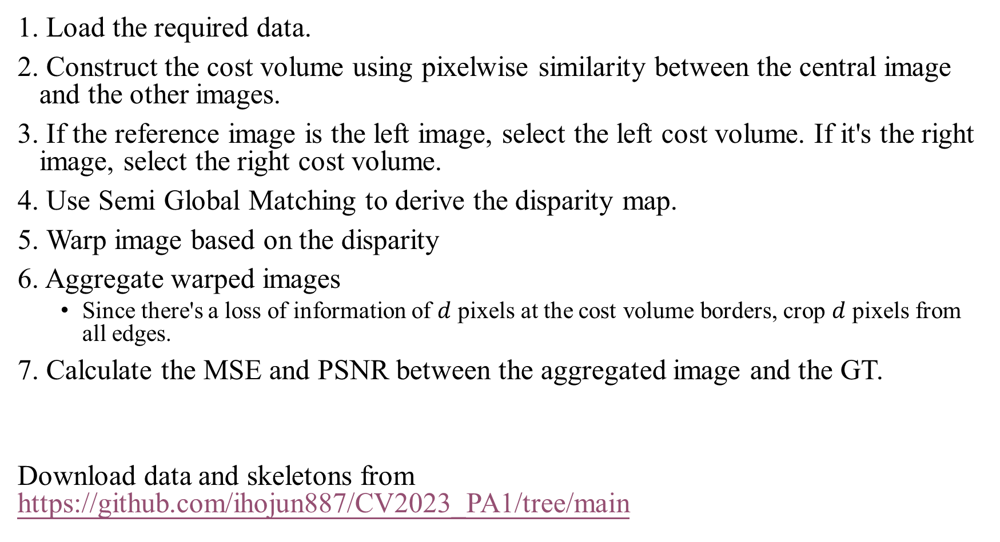 1. Load the required data.
2. Construct the cost volume using pixelwise similarity between the central image
and the other images.
3. If the reference image is the left image, select the left cost volume. If it's the right
image, select the right cost volume.
4. Use Semi Global Matching to derive the disparity map.
5. Warp image based on the disparity
6. Aggregate warped images
• Since there's a loss of information of d pixels at the cost volume borders, crop d pixels from
all edges.
7. Calculate the MSE and PSNR between the aggregated image and the GT.
Download data and skeletons from
https://github.com/ihojun887/CV2023_PA1/tree/main